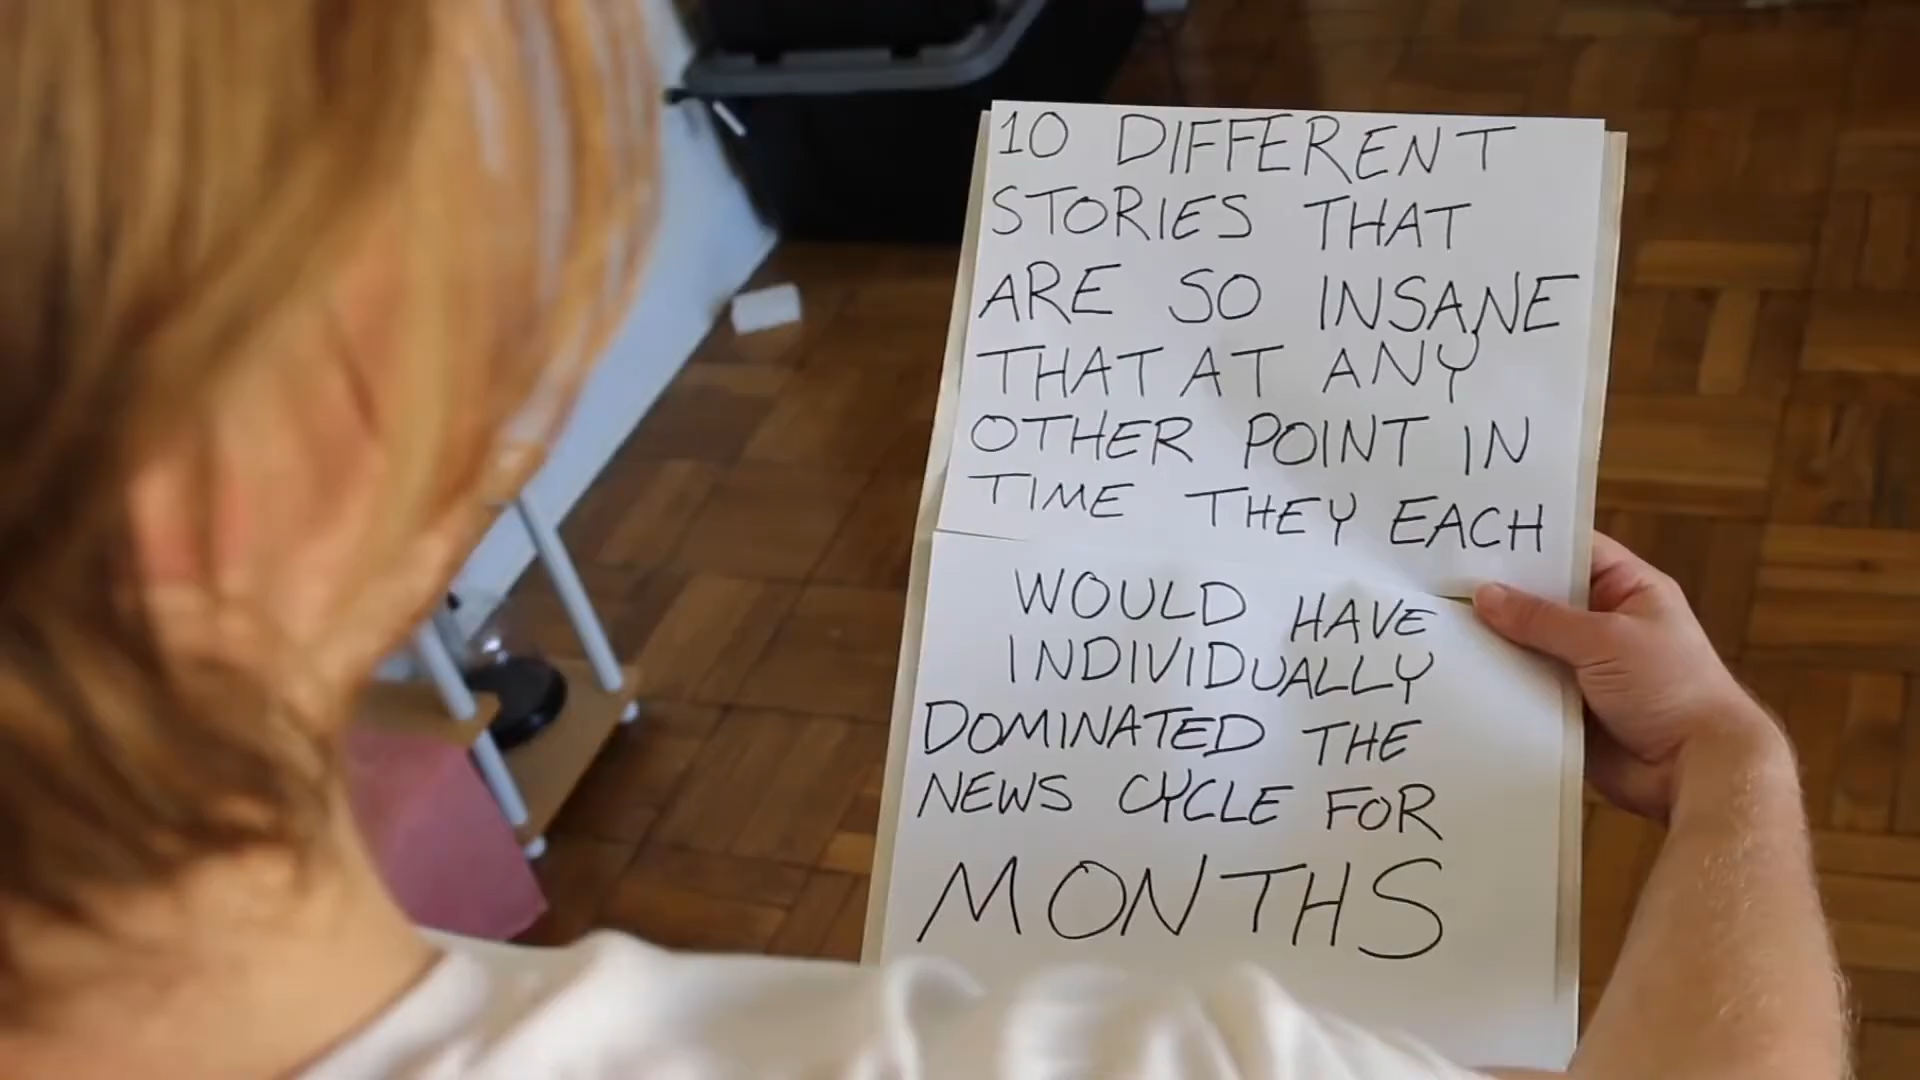 10 DIFFERENT
STORIES THAT
ARE SO INSANE
THAT AT ANY
OTHER POINT IN
TIME THEY EACH
WOULD HAVE
INDIVIDUALLY
DOMINATED THE
NEWS CYCLE FOR
MONTHS